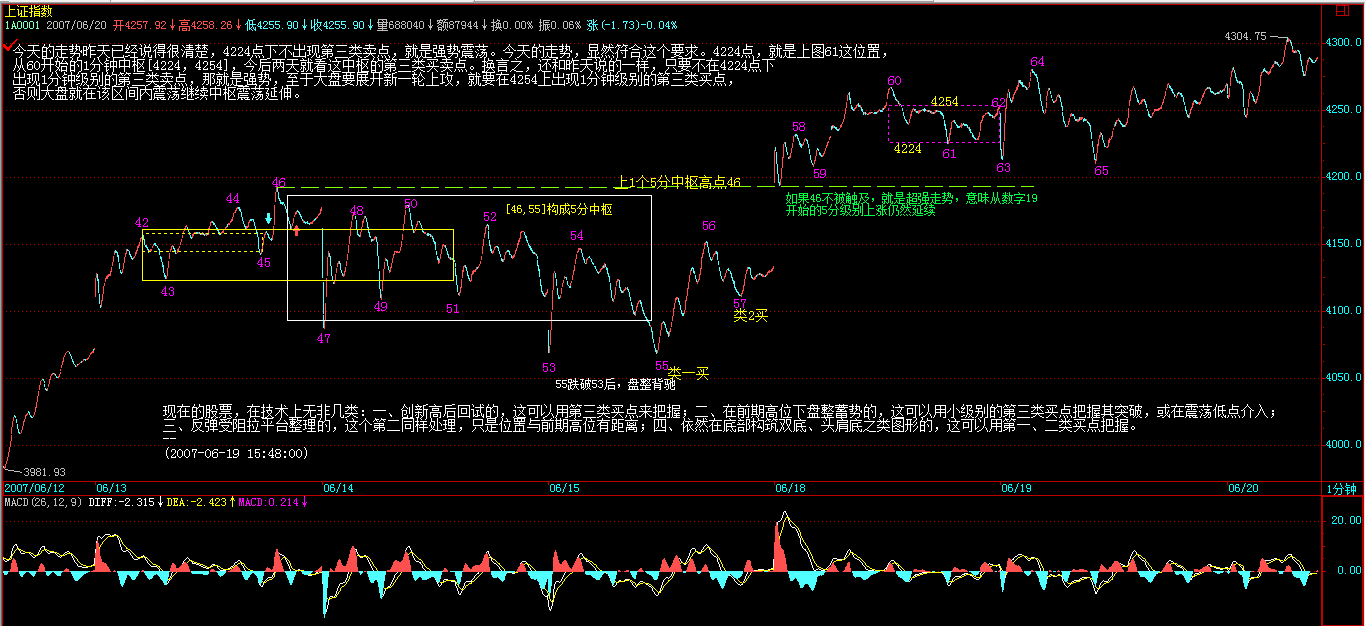 上证指数
1A0001 2007/06/20 开4257.92↓高4258.26↓低4255.90↓收4255.90↓量688040↓额87944↓换0.00% 振0.06% 涨(-1.73)-0.04%
今天的走势昨天已经说得很清楚，4224点下不出现第三类卖点，就是强势震荡。今天的走势，显然符合这个要求。4224点，就是上图61这位置，
从60开始的1分钟中枢[4224，4254]，今后两天就看这中枢的第三类买卖点。换言之，还和昨天说的一样，只要不在4224点下
出现1分钟级别的第三类卖点，那就是强势，至于大盘要展开新一轮上攻，就要在4254上出现1分钟级别的第三类买点，
否则大盘就在该区间内震荡继续中枢震荡延伸。
4304.75
4300.00
64
60
4254
62
4250.00
58
4224
61
59
63
65
4200.00
46
上1个5分中枢高点46
如果46不被触及，就是超强走势，意味从数字19
开始的5分级别上涨仍然延续
44
48
50
[46,55]构成5分中枢
42
52
56
54
4150.00
45
43
49
51
57
类2买
4100.00
47
53
55
类一买
55跌破53后，盘整背驰
4050.00
现在的股票，在技术上无非几类：一、创新高后回试的，这可以用第三类买点来把握；二、在前期高位下盘整蓄势的，这可以用小级别的第三类买点把握其突破，或在震荡低点介入；
三、反弹受阻拉平台整理的，这个第二同样处理，只是位置与前期高位有距离；四、依然在底部构筑双底、头肩底之类图形的，这可以用第一、二类买点把握。
--
(2007-06-19 15:48:00)
4000.00
3981.93
2007/06/12 06/13 06/14 06/15 06/18 06/19 06/20 1分钟
MACD(26,12,9) DIFF:-2.315↓DEA:-2.423↑MACD:0.214↓
20.00
0.00